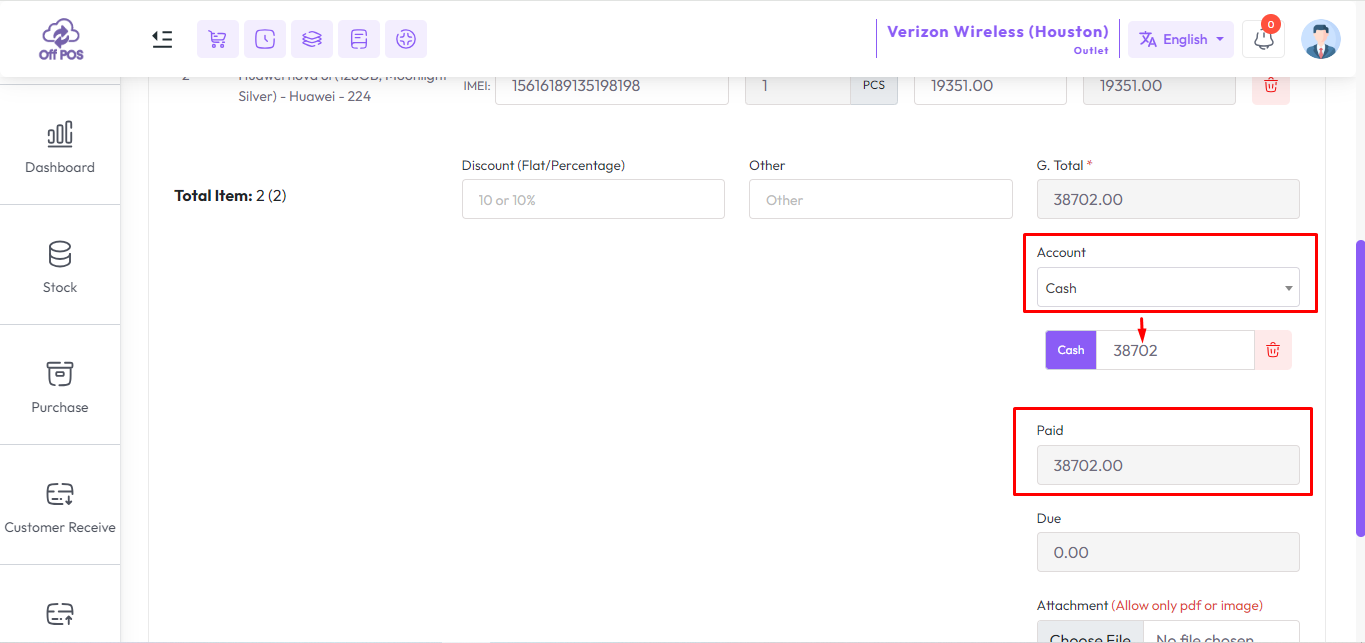 Off POS
Verizon Wireless (Houston)
Outlet
English
0
2
Huawei nova 5i (128GB, Moonlight
Silver) - Huawei - 224
IMEI:
15616189135198198
1
PCS
19351.00
19351.00
Dashboard
Stock
Purchase
Customer Receive
Total Item: 2 (2)
Discount (Flat/Percentage)
10 or 10%
Other
Other
G. Total *
38702.00
Account
Cash
Cash
38702
Paid
38702.00
Due
0.00
Attachment (Allow only pdf or image)
Choose File
No file chosen